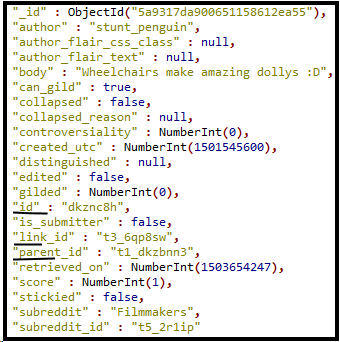 "_id" : ObjectId("5a9317da900651158612ea55"),
"author" : "stunt_penguin",
"author_flair_css_class" : null,
"author_flair_text" : null,
"body" : "Wheelchairs make amazing dollys :D",
"can_gild" : true,
"collapsed" : false,
"collapsed_reason" : null,
"controversiality" : NumberInt(0),
"created_utc" : NumberInt(1501545600),
"distinguished" : null,
"edited" : false,
"gilded" : NumberInt(0),
"id" : "dkznc8h",
"is_submitter" : false,
"link_id" : "t3_6qp8sw",
"parent_id" : "t1_dkzbnn3",
"retrieved_on" : NumberInt(1503654247),
"score" : NumberInt(1),
"stickied" : false,
"subreddit" : "Filmmakers",
"subreddit_id" : "t5_2r1ip"